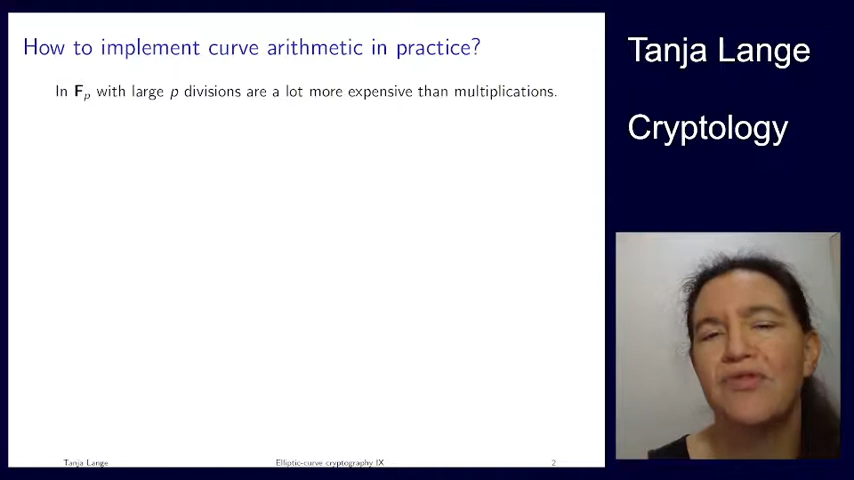 How to implement curve arithmetic in practice?
In Fp with large p divisions are a lot more expensive than multiplications.
Tanja Lange
Elliptic-curve cryptography IX
2
Tanja Lange
Cryptology